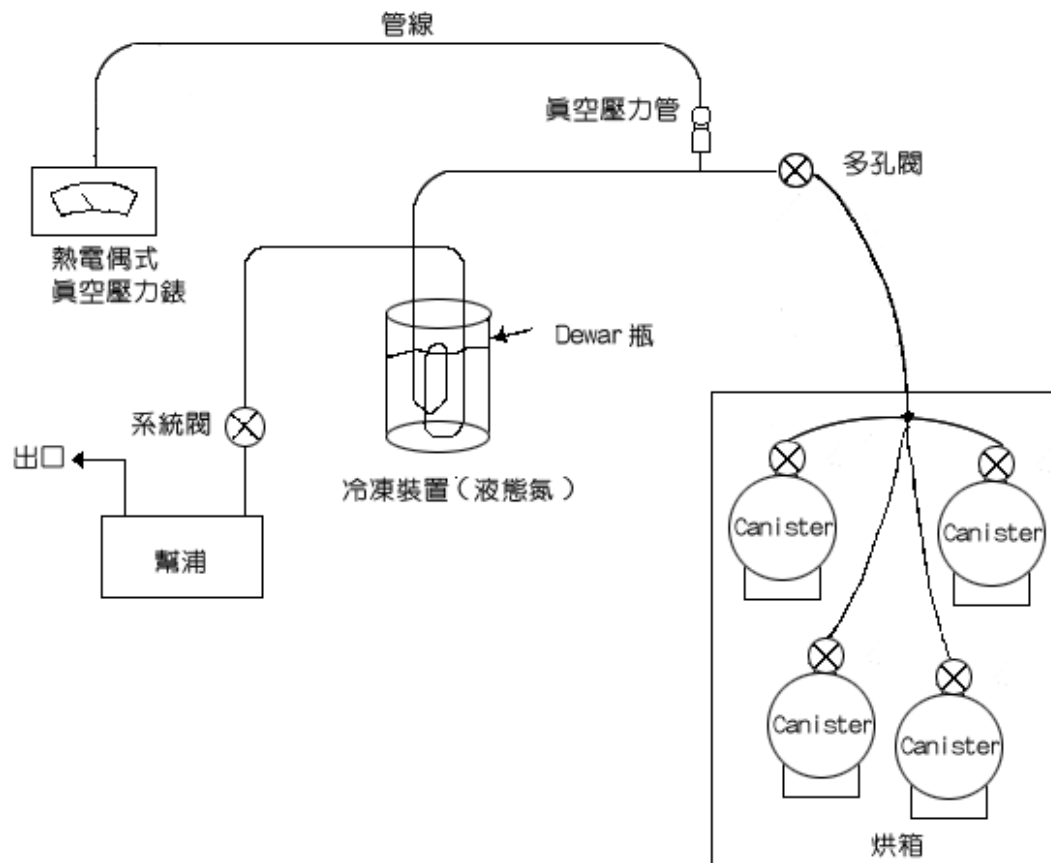 管線
眞空壓力管
多孔閥
熱電偶式
眞空壓力錶
Dewar 瓶
系統閥
出口
冷凍裝置（液態氮）
幫浦
Canister
Canister
Canister
Canister
烘箱